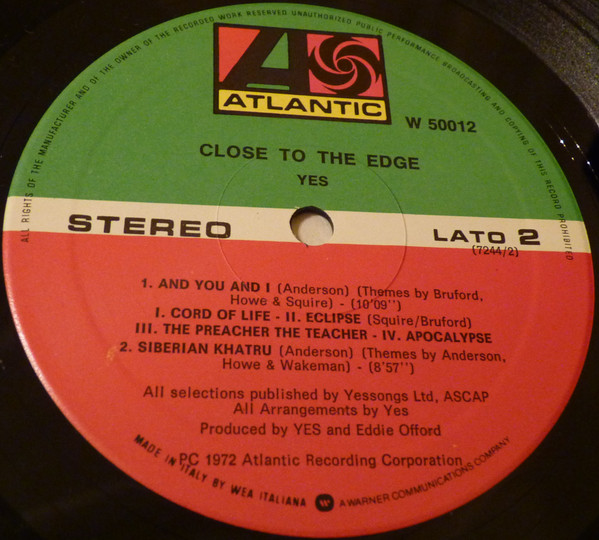 ALL RIGHTS OF THE MANUFACTURER AND OF THE OWNER OF THE RECORDED WORK RESERVED UNAUTHORIZED PUBLIC PERFORMANCE BROADCASTING AND COPYING OF THIS RECORD PROHIBITED
ATLANTIC
W 50012
CLOSE TO THE EDGE
YES
STEREO
LATO 2
(7244/2)
1. AND YOU AND I (Anderson) (Themes by Bruford,
Howe & Squire) - (10'09'')
I. CORD OF LIFE - II. ECLIPSE (Squire/Bruford)
III. THE PREACHER THE TEACHER - IV. APOCALYPSE
2. SIBERIAN KHATRU (Anderson) (Themes by Anderson,
Howe & Wakeman) - (8'57'')
All selections published by Yessongs Ltd, ASCAP
All Arrangements by Yes
Produced by YES and Eddie Offord
PC 1972 Atlantic Recording Corporation
MADE IN ITALY BY WEA ITALIANA W A WARNER COMMUNICATIONS COMPANY